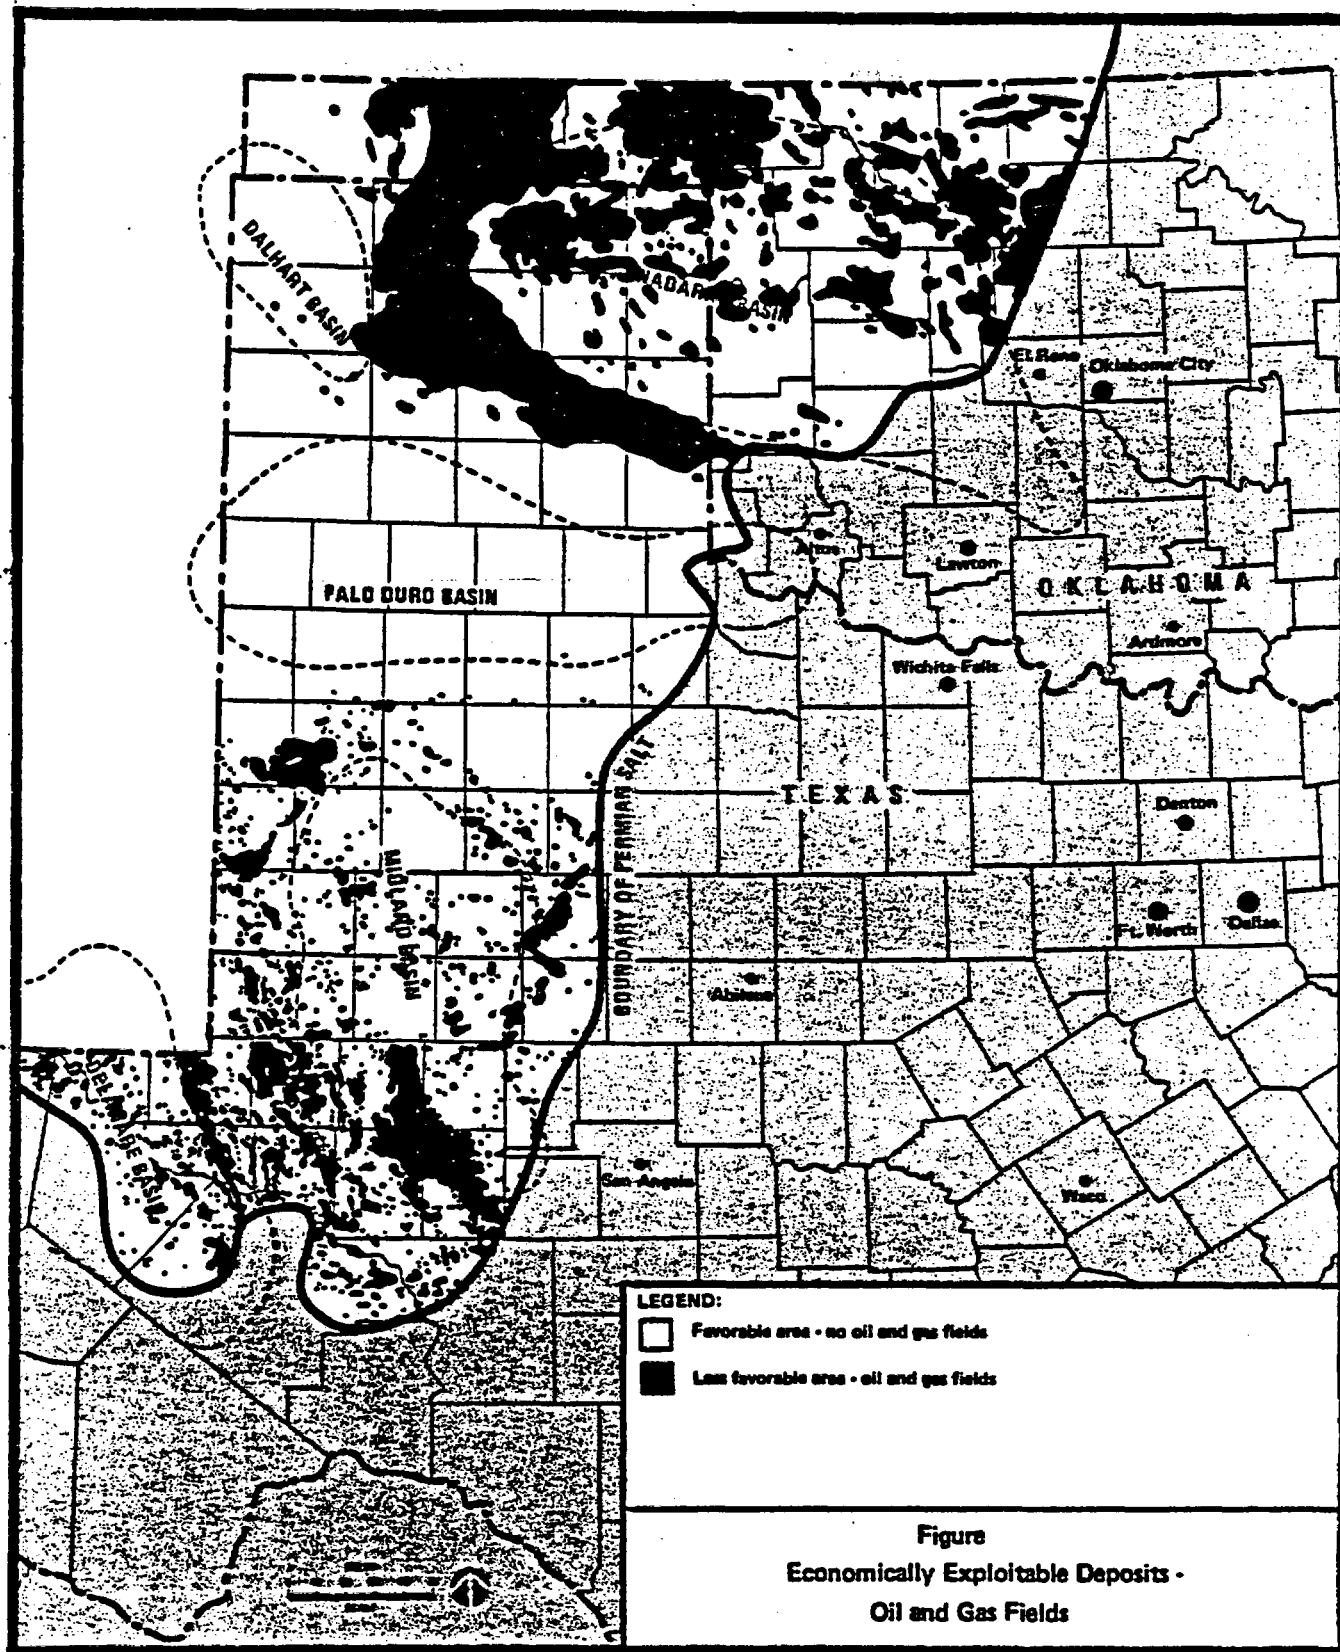 DALHART BASIN
BASIN
El Reno
Oklahoma City
Altus
Lawton
PALO DURO BASIN
OKLAHOMA
Ardmore
Wichita Falls
BOUNDARY OF PERMIAN SALT
TEXAS
Denton
MIDLAND BASIN
Ft. Worth
Dallas
Abilene
DELAWARE BASIN
San Angelo
Waco
LEGEND:
Favorable area - no oil and gas fields
Less favorable area - oil and gas fields
Figure
Economically Exploitable Deposits -
Oil and Gas Fields